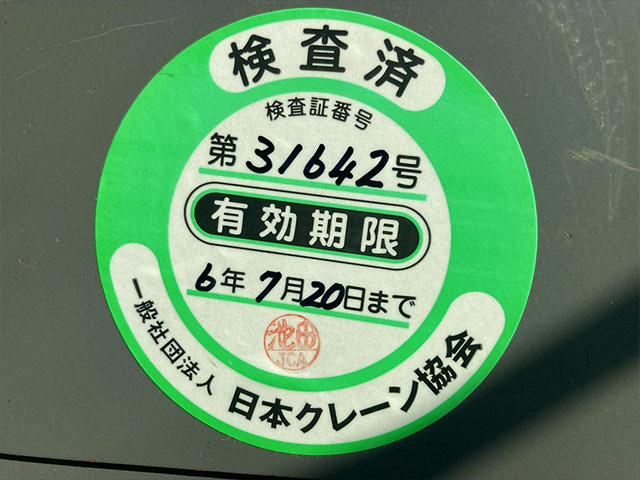 検査済
検査証番号
第31642号
有効期限
6年7月20日まで
池田
JCA
一般社団法人 日本クレーン協会